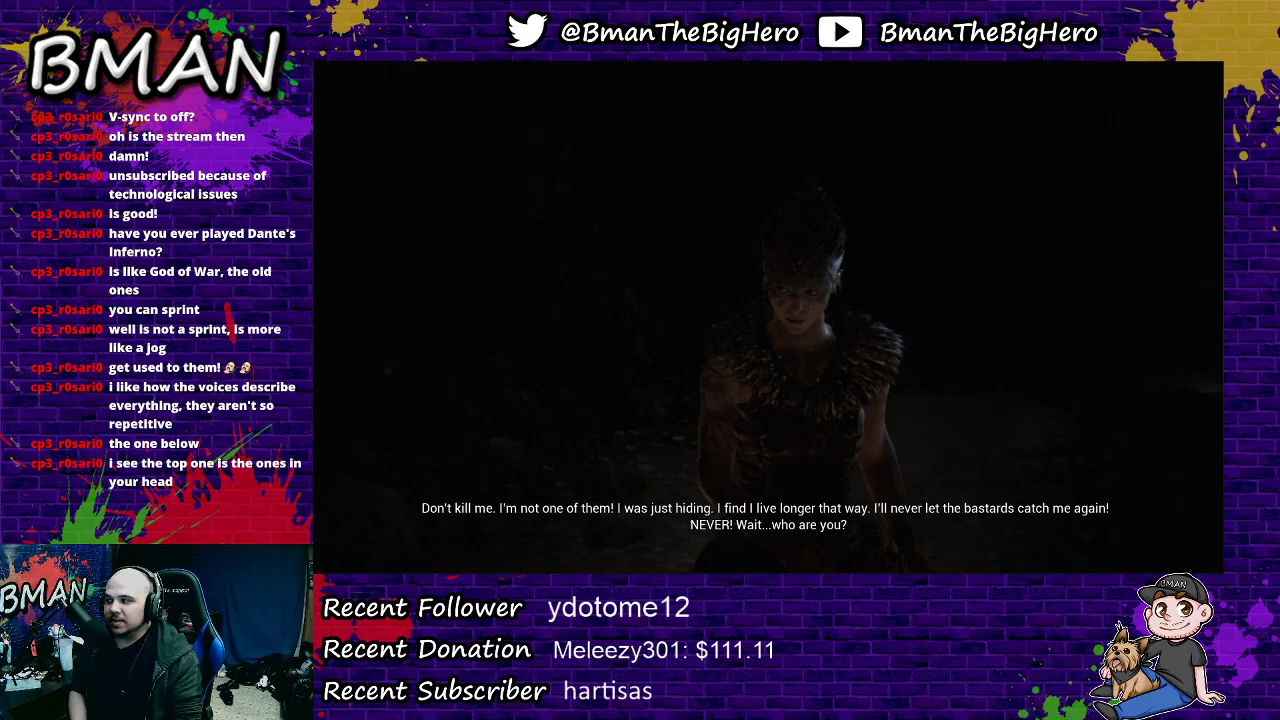 @BmanTheBigHero BmanTheBigHero
BMAN
cp3_r0sari0 V-sync to off?
cp3_r0sari0 oh is the stream then
cp3_r0sari0 damn!
cp3_r0sari0 unsubscribed because of
technological issues
cp3_r0sari0 is good!
cp3_r0sari0 have you ever played Dante's
Inferno?
cp3_r0sari0 is like God of War, the old
ones
cp3_r0sari0 you can sprint
cp3_r0sari0 well is not a sprint, is more
like a jog
cp3_r0sari0 get used to them!
cp3_r0sari0 i like how the voices describe
everything, they aren't so
repetitive
cp3_r0sari0 the one below
cp3_r0sari0 i see the top one is the ones in
your head
Don't kill me. I'm not one of them! I was just hiding. I find I live longer that way. I'll never let the bastards catch me again!
NEVER! Wait...who are you?
BMAN
Recent Follower ydotome12
Recent Donation Meleezy301: $111.11
Recent Subscriber hartisas
BMAN